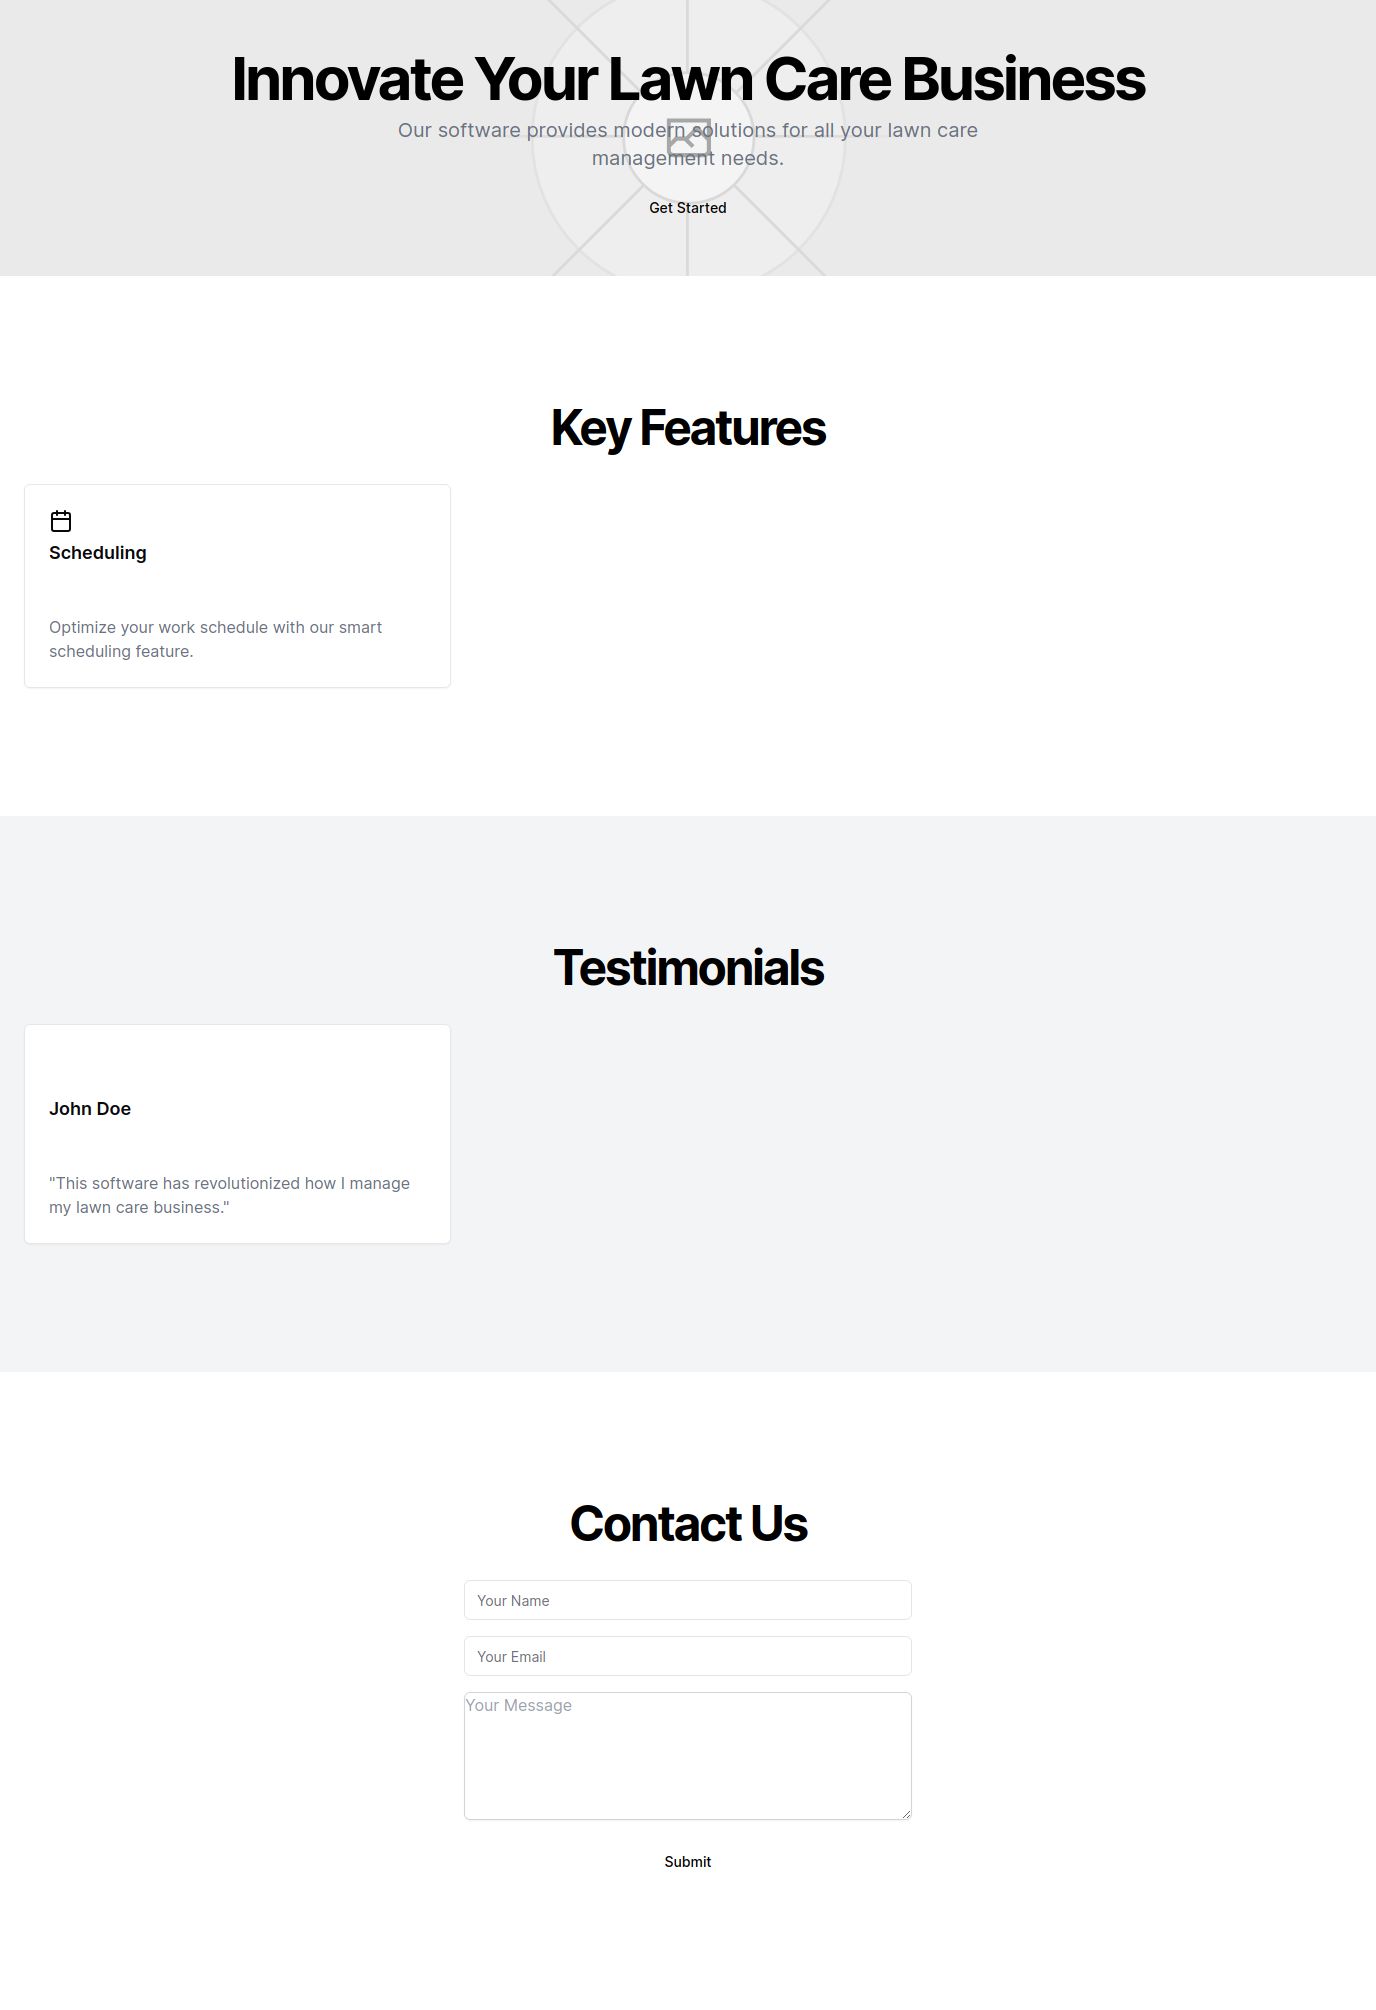 Innovate Your Lawn Care Business
Our software provides modern solutions for all your lawn care
management needs.
Get Started
Key Features
Scheduling
Optimize your work schedule with our smart
scheduling feature.
Testimonials
John Doe
"This software has revolutionized how I manage
my lawn care business."
Contact Us
Your Name
Your Email
Your Message
Submit